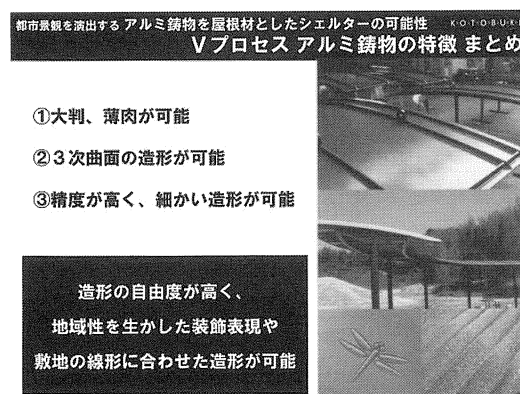 都市景観を演出する アルミ鋳物を屋根材としたシェルターの可能性 KOTOBUKI
Vプロセス アルミ鋳物の特徴 まとめ
①大判、薄肉が可能
②３次曲面の造形が可能
③精度が高く、細かい造形が可能
造形の自由度が高く、
地域性を生かした装飾表現や
敷地の線形に合わせた造形が可能